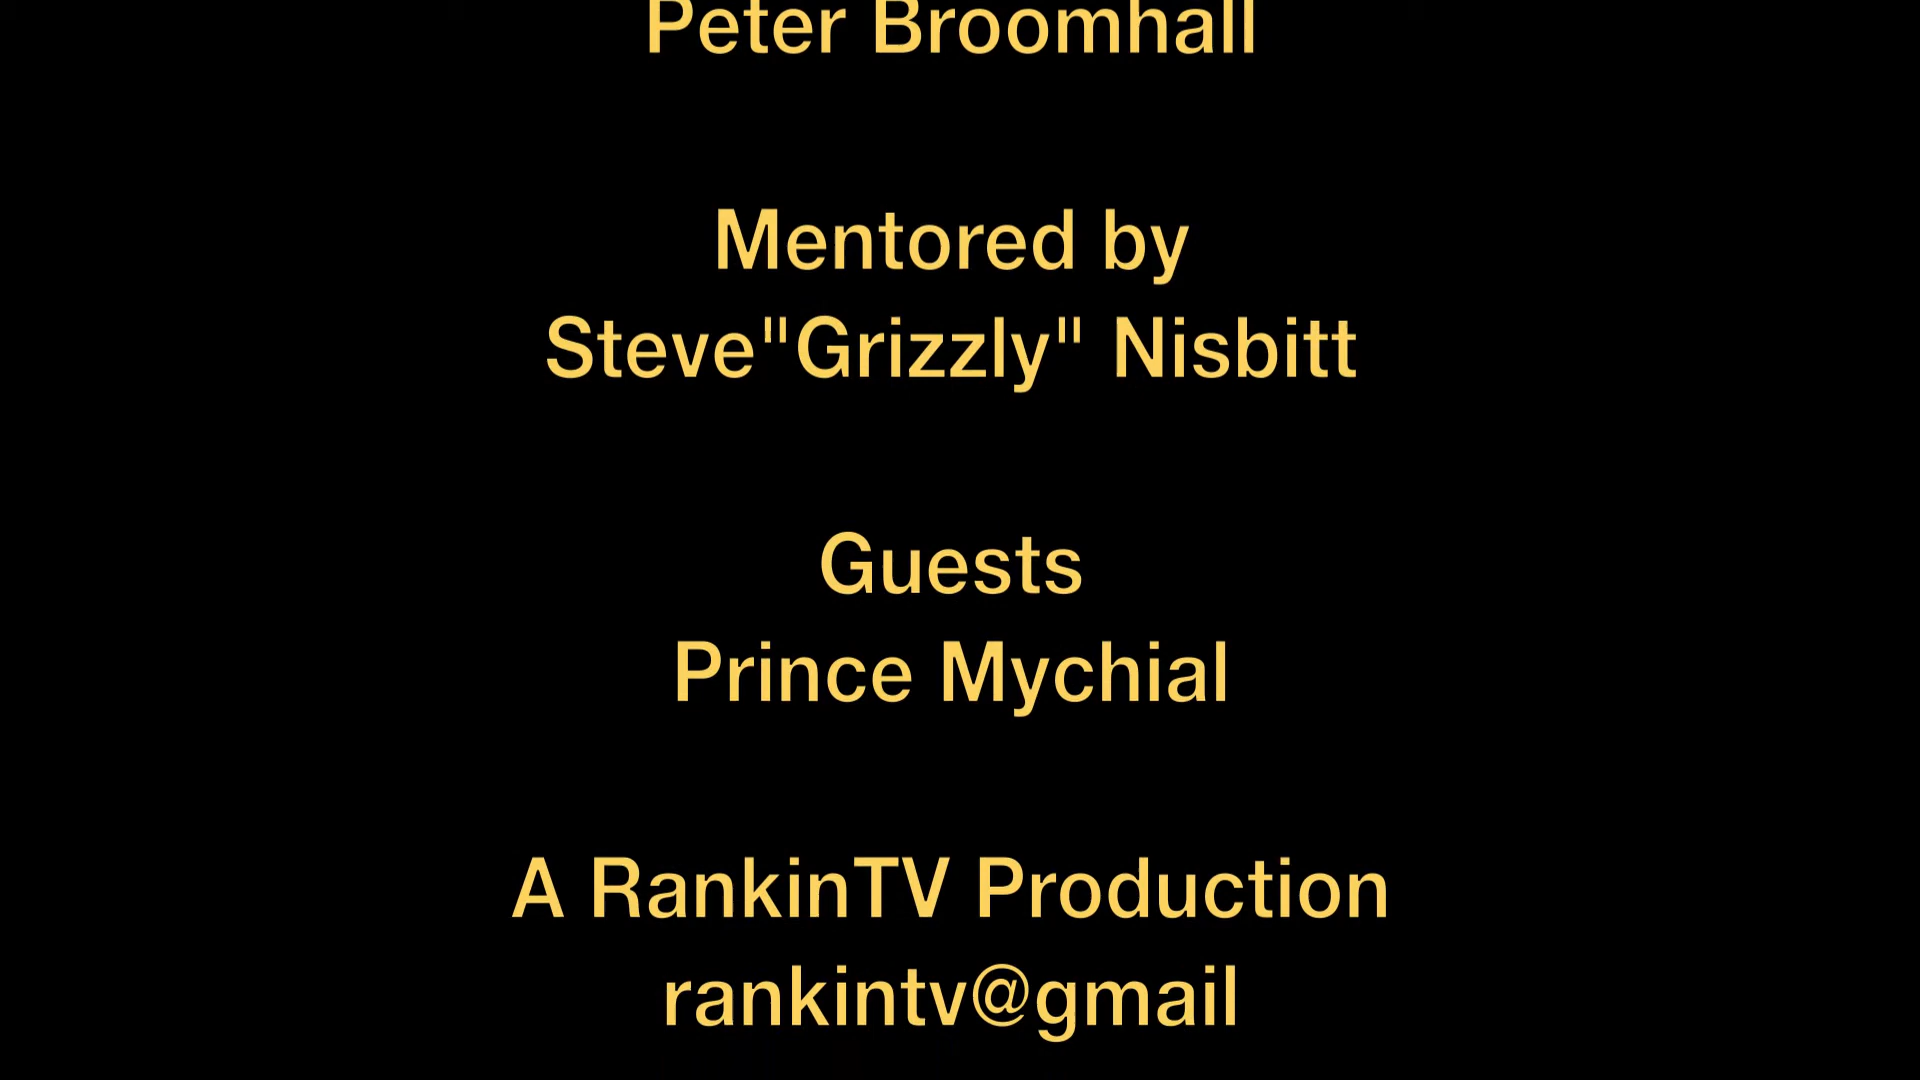 Peter Broomhall
Mentored by
Steve"Grizzly" Nisbitt
Guests
Prince Mychial
A RankinTV Production
rankintv@gmail